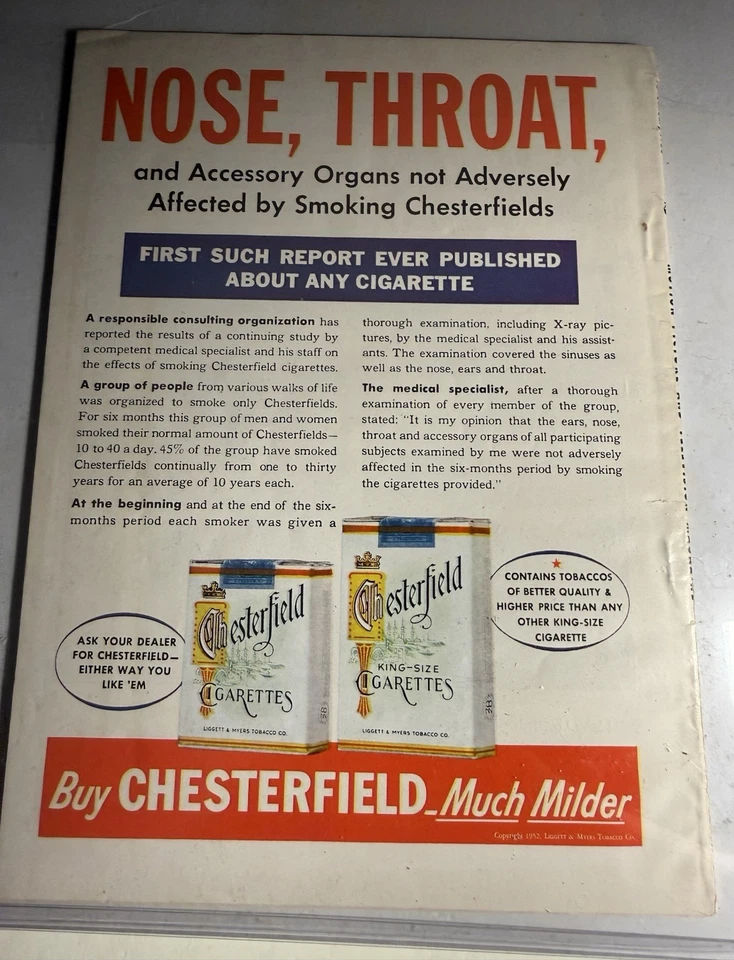 NOSE, THROAT,
and Accessory Organs not Adversely
Affected by Smoking Chesterfields
FIRST SUCH REPORT EVER PUBLISHED
ABOUT ANY CIGARETTE
A responsible consulting organization has
reported the results of a continuing study by
a competent medical specialist and his staff on
the effects of smoking Chesterfield cigarettes.
A group of people from various walks of life
was organized to smoke only Chesterfields.
For six months this group of men and women
smoked their normal amount of Chesterfields—
10 to 40 a day. 45% of the group have smoked
Chesterfields continually from one to thirty
years for an average of 10 years each.
At the beginning and at the end of the six-
months period each smoker was given a
thorough examination, including X-ray pic-
tures, by the medical specialist and his assist-
ants. The examination covered the sinuses as
well as the nose, ears and throat.
The medical specialist, after a thorough
examination of every member of the group,
stated: "It is my opinion that the ears, nose,
throat and accessory organs of all participating
subjects examined by me were not adversely
affected in the six-months period by smoking
the cigarettes provided."
ASK YOUR DEALER
FOR CHESTERFIELD—
EITHER WAY YOU
LIKE 'EM
Chesterfield
CIGARETTES
LIGGETT & MYERS TOBACCO CO.
Chesterfield
KING-SIZE
CIGARETTES
LIGGETT & MYERS TOBACCO CO.
CONTAINS TOBACCOS
OF BETTER QUALITY &
HIGHER PRICE THAN ANY
OTHER KING-SIZE
CIGARETTE
Buy CHESTERFIELD_Much Milder
Copyright 1952, LIGGETT & MYERS TOBACCO CO.